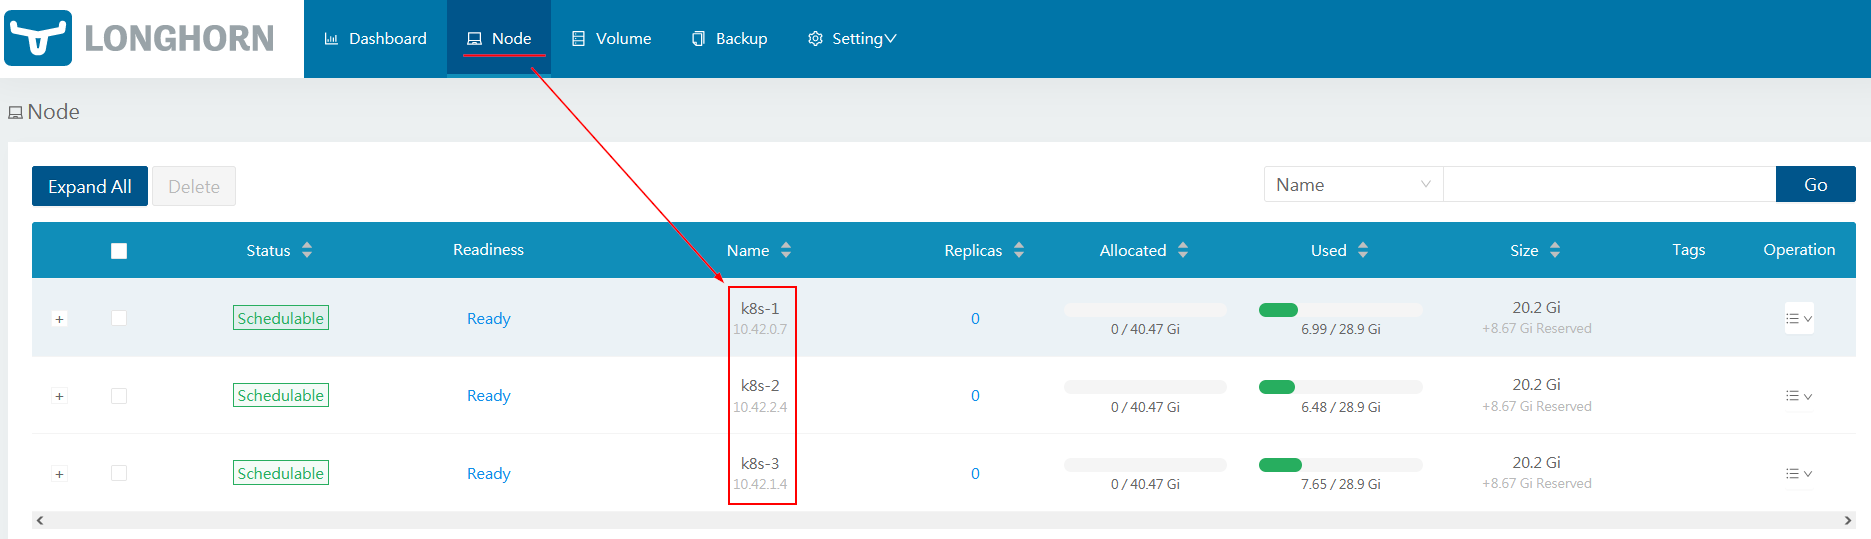 LONGHORN
Dashboard Node Volume Backup Setting
Node
Expand All Delete Name Go
Status Readiness Name Replicas Allocated Used Size Tags Operation
+ Schedulable Ready k8s-1 0 20.2 Gi
10.42.0.7 0 / 40.47 Gi 6.99 / 28.9 Gi +8.67 Gi Reserved
+ Schedulable Ready k8s-2 0 20.2 Gi
10.42.2.4 0 / 40.47 Gi 6.48 / 28.9 Gi +8.67 Gi Reserved
+ Schedulable Ready k8s-3 0 20.2 Gi
10.42.1.4 0 / 40.47 Gi 7.65 / 28.9 Gi +8.67 Gi Reserved